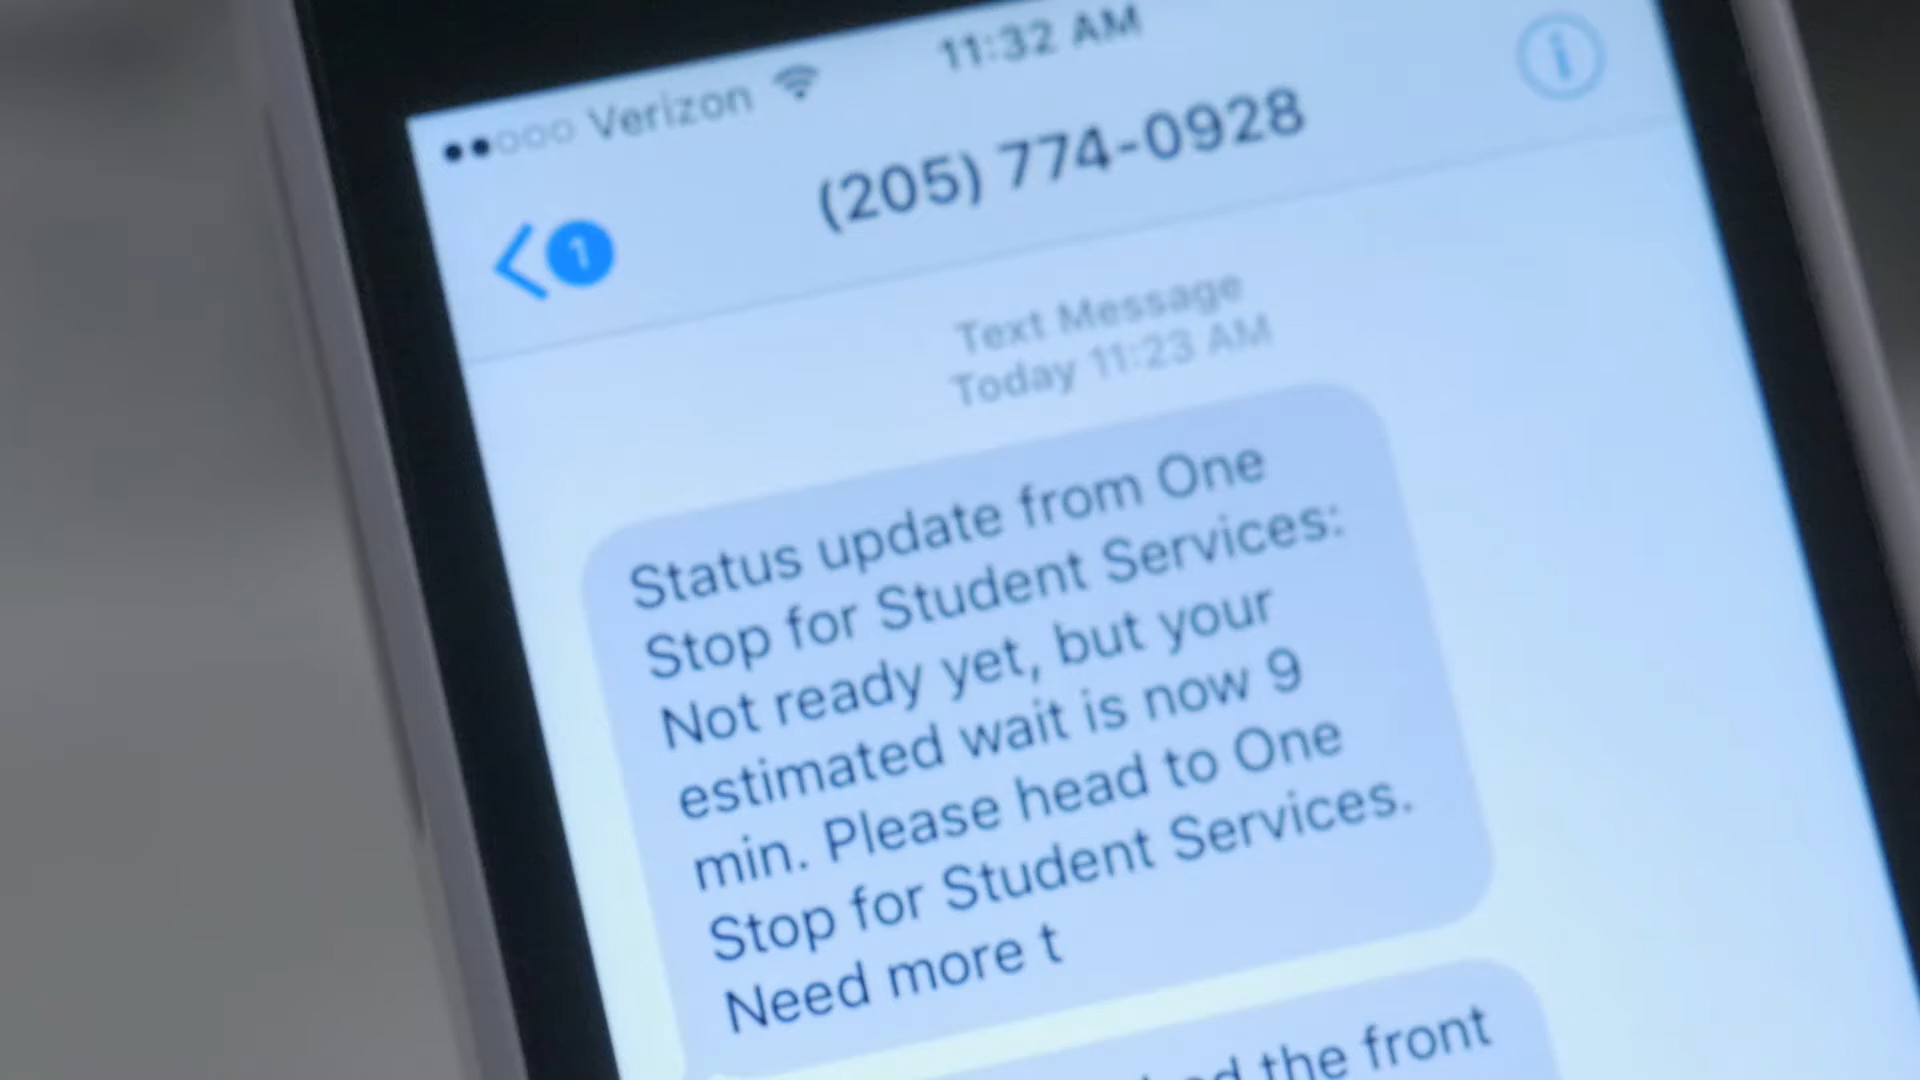 Verizon 11:32 AM
(205) 774-0928
1
Text Message
Today 11:23 AM
Status update from One
Stop for Student Services:
Not ready yet, but your
estimated wait is now 9
min. Please head to One
Stop for Student Services.
Need more t
the front